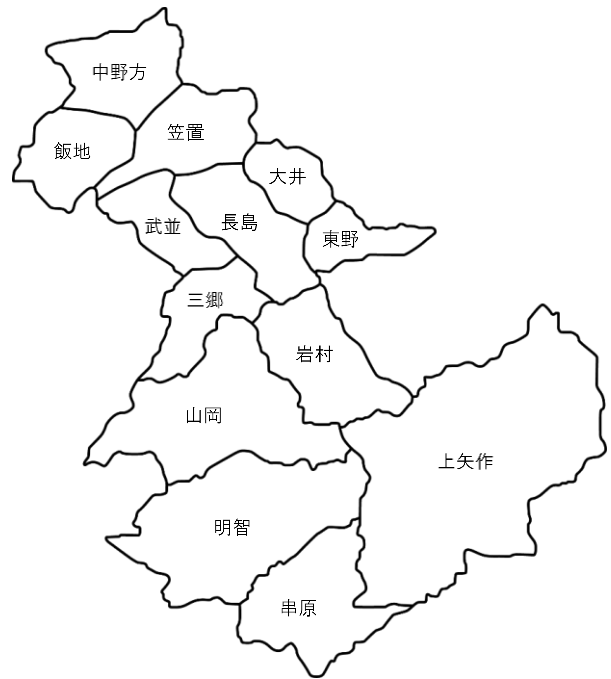 中野方
笠置
飯地
大井
武並
長島
東野
三郷
岩村
山岡
上矢作
明智
串原